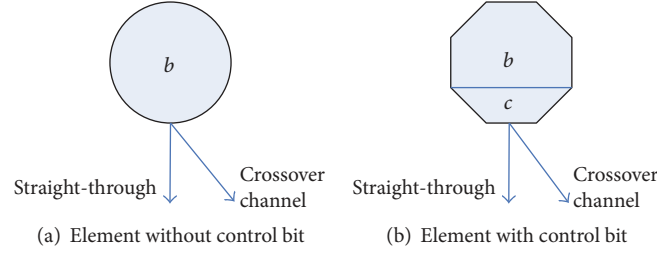 b
b
c
Straight-through
Crossover
channel
Straight-through
Crossover
channel
(a) Element without control bit
(b) Element with control bit